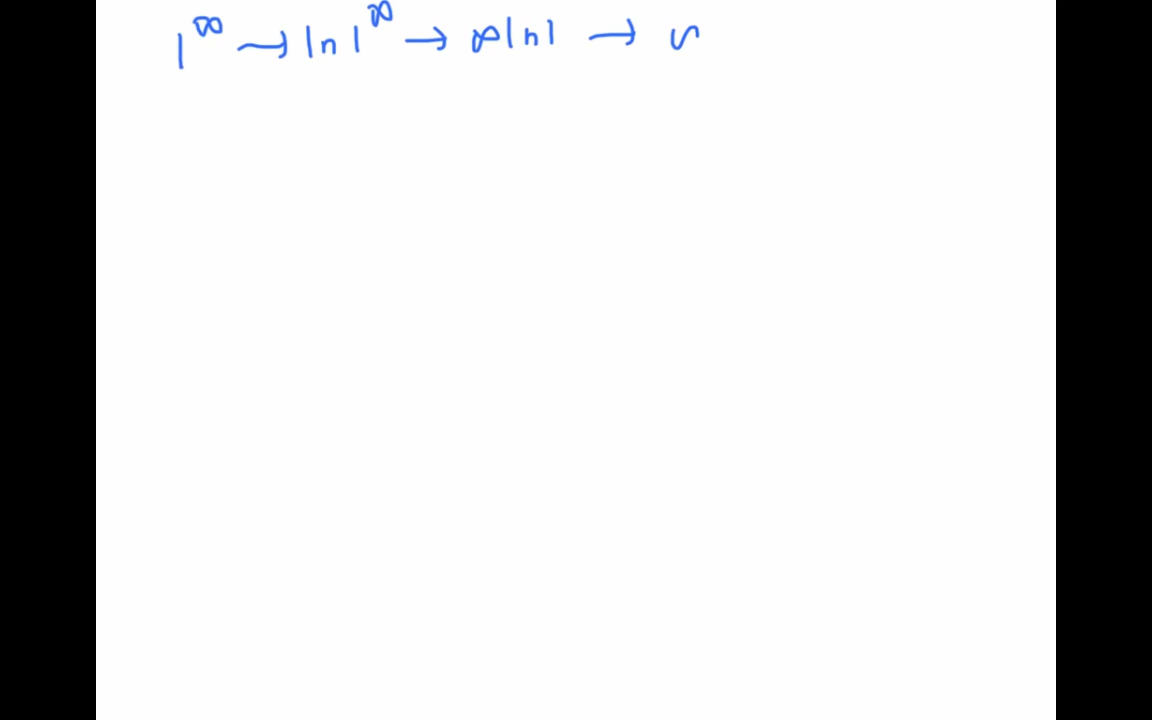 1^∞ → ln 1^∞ → ∞ ln 1 →